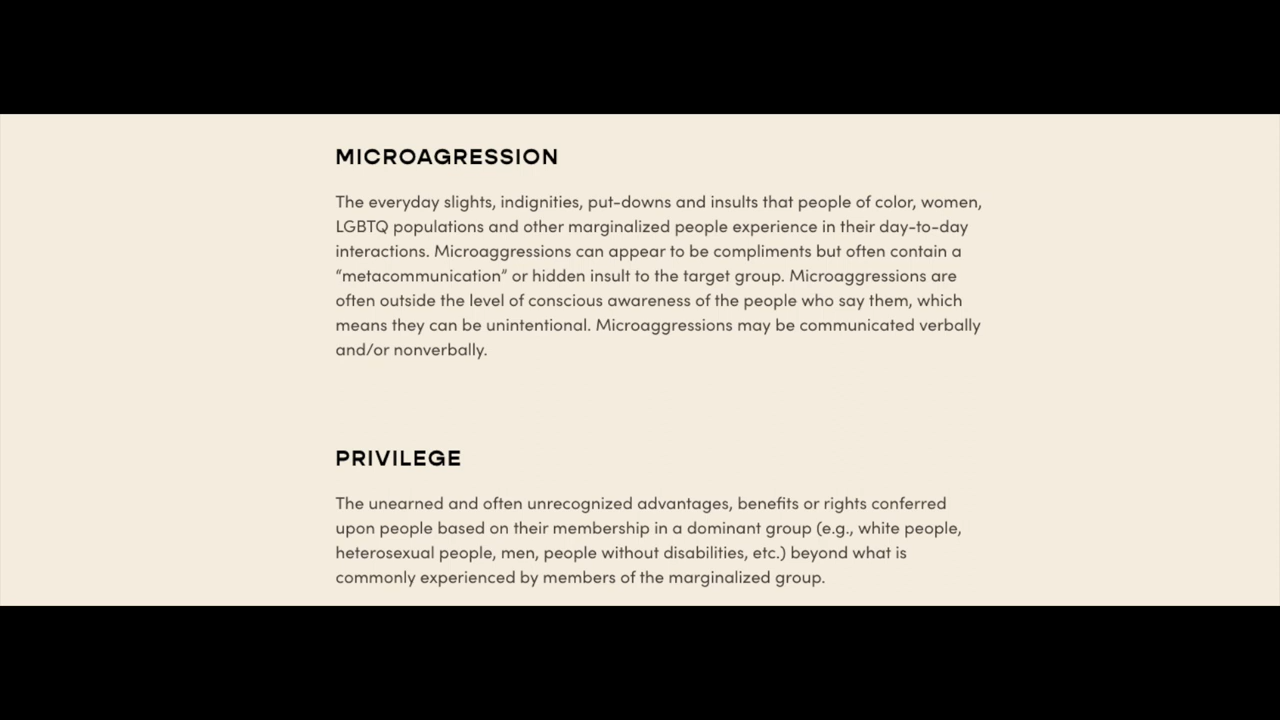 MICROAGRESSION
The everyday slights, indignities, put-downs and insults that people of color, women,
LGBTQ populations and other marginalized people experience in their day-to-day
interactions. Microaggressions can appear to be compliments but often contain a
“metacommunication” or hidden insult to the target group. Microaggressions are
often outside the level of conscious awareness of the people who say them, which
means they can be unintentional. Microaggressions may be communicated verbally
and/or nonverbally.
PRIVILEGE
The unearned and often unrecognized advantages, benefits or rights conferred
upon people based on their membership in a dominant group (e.g., white people,
heterosexual people, men, people without disabilities, etc.) beyond what is
commonly experienced by members of the marginalized group.